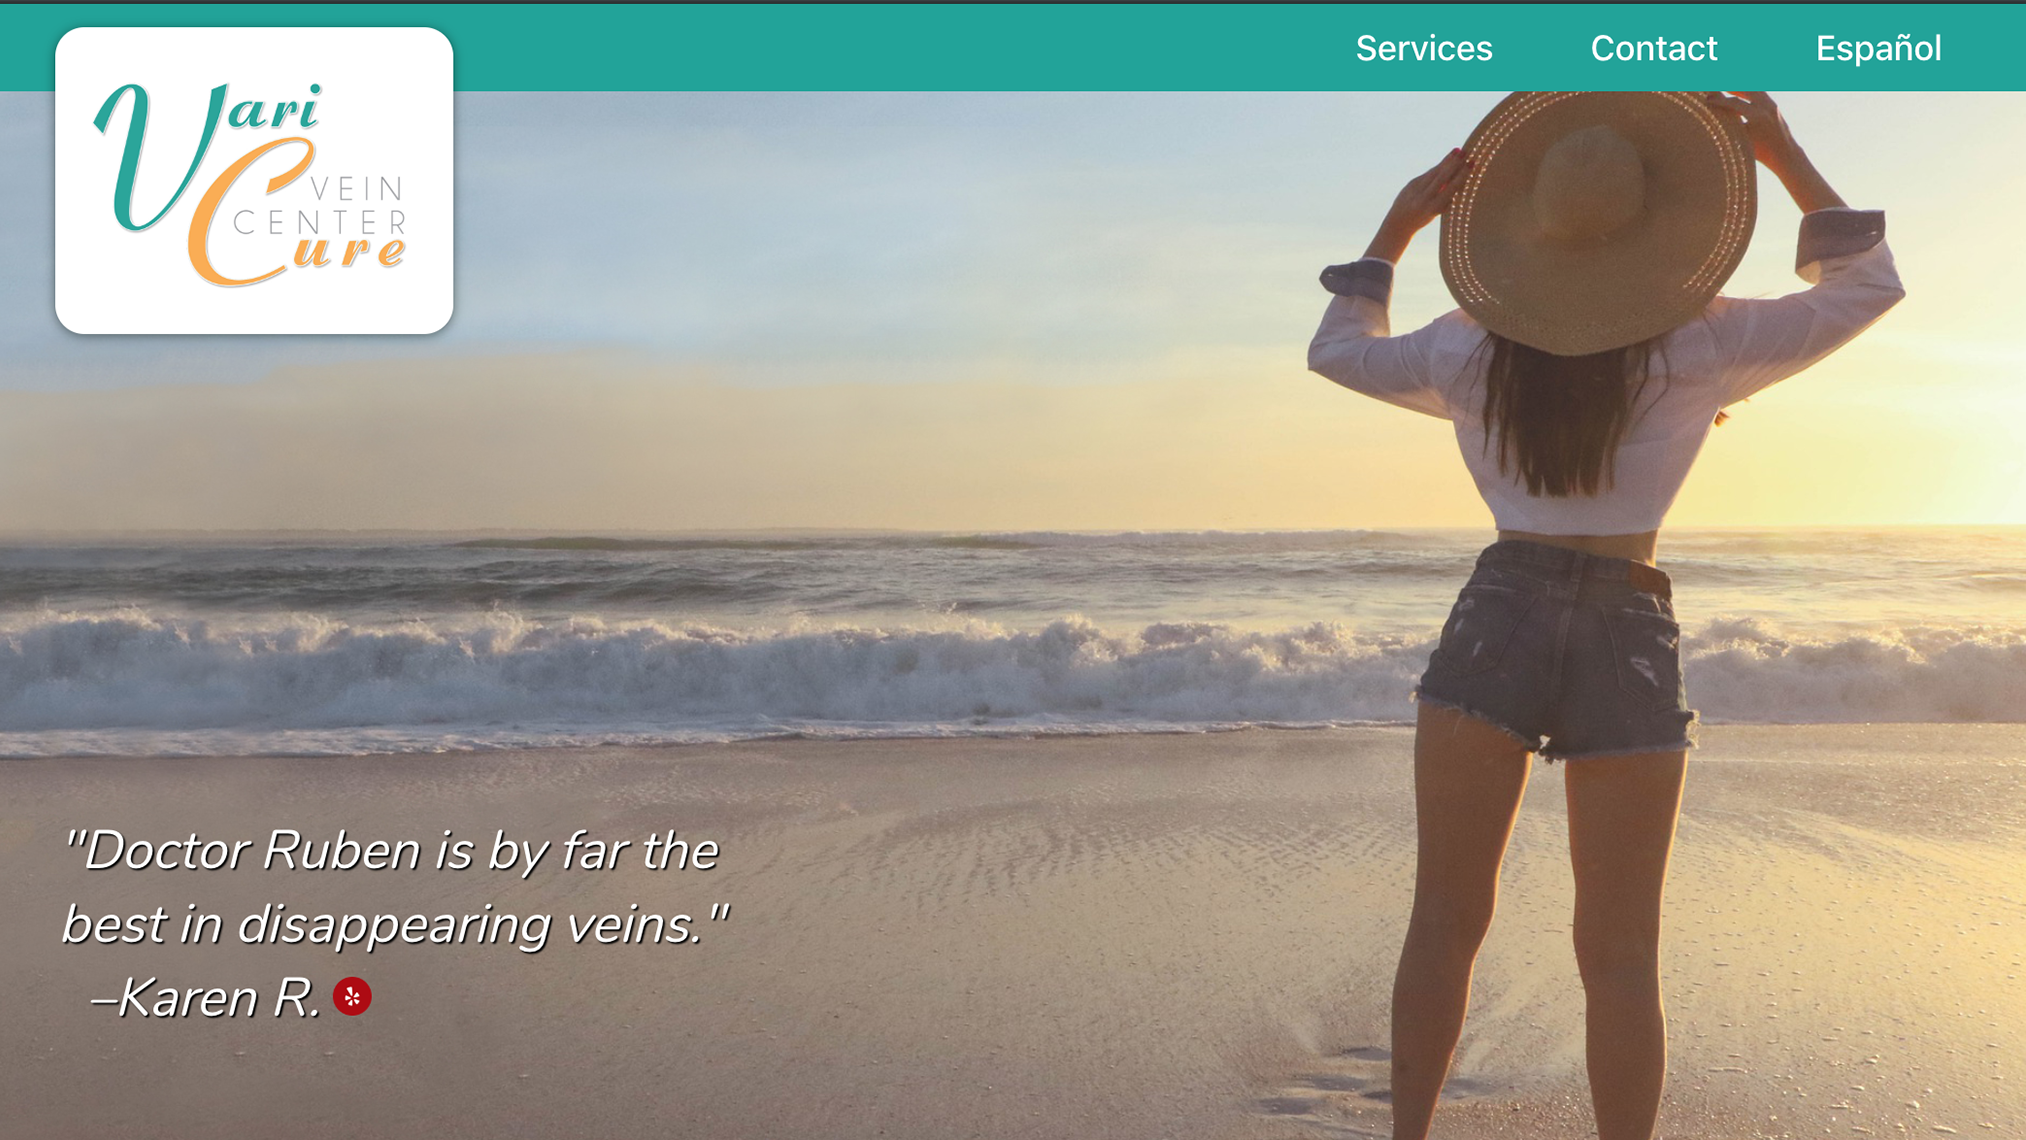 Services Contact Español
Vari
VEIN
CENTER
Cure
"Doctor Ruben is by far the
best in disappearing veins."
–Karen R.